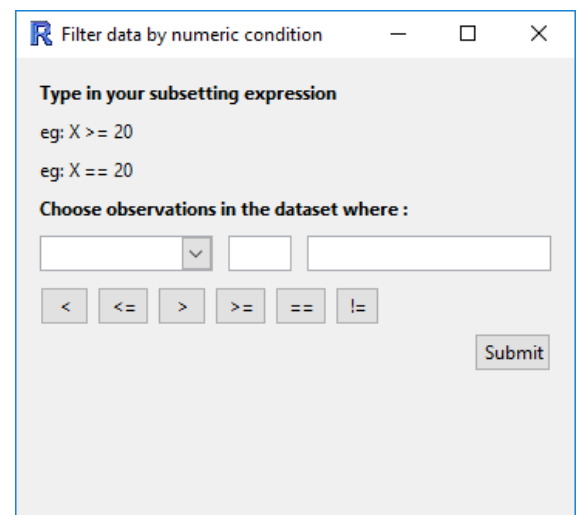 R Filter data by numeric condition
Type in your subsetting expression
eg: X >= 20
eg: X == 20
Choose observations in the dataset where :
< <= > >= == !=
Submit